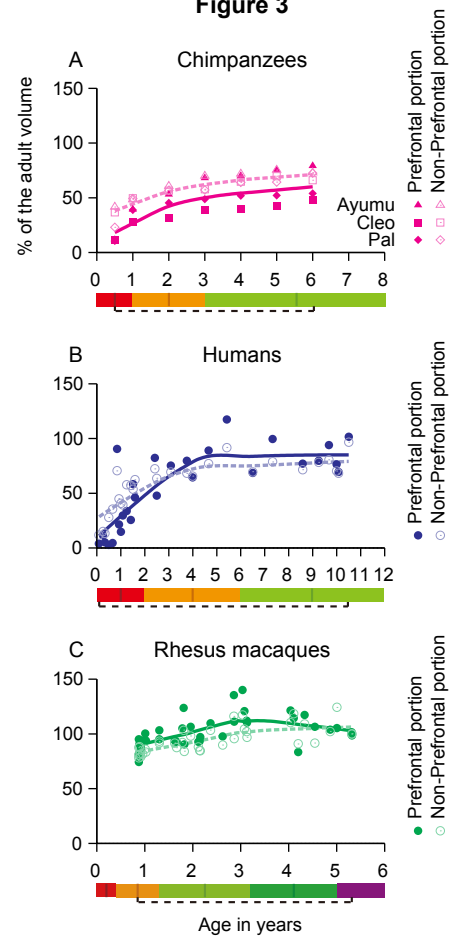 Figure 3
A
Chimpanzees
% of the adult volume
150
100
50
0
0 1 2 3 4 5 6 7 8
Ayumu
Cleo
Pal
Prefrontal portion
Non-Prefrontal portion
B
Humans
150
100
50
0
0 1 2 3 4 5 6 7 8 9 10 11 12
Prefrontal portion
Non-Prefrontal portion
C
Rhesus macaques
150
100
50
0
0 1 2 3 4 5 6
Prefrontal portion
Non-Prefrontal portion
Age in years